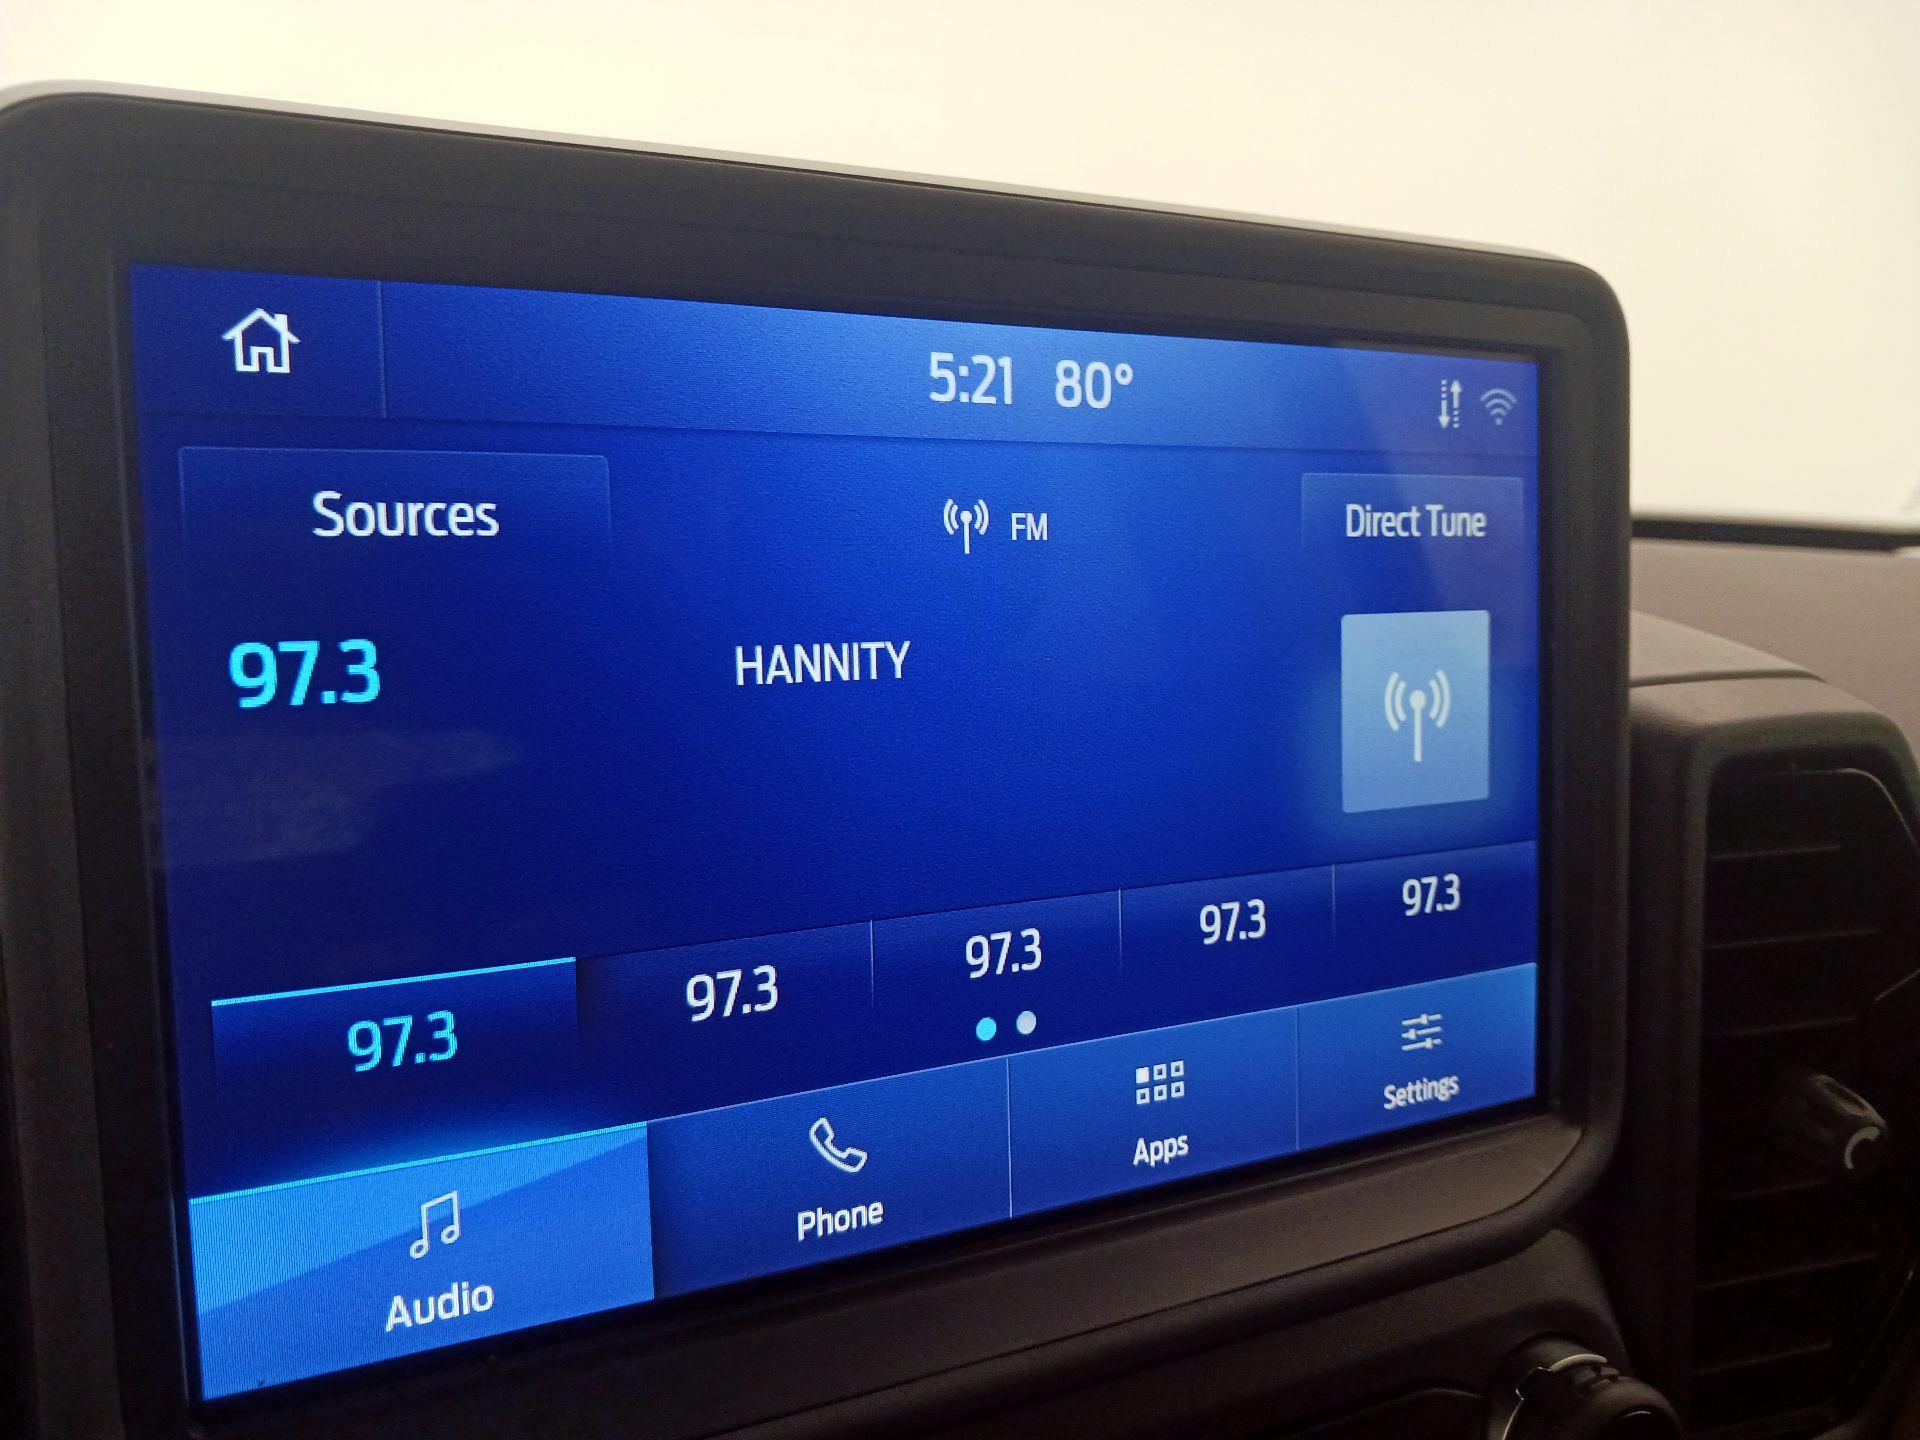 5:21 80°
Sources
FM
Direct Tune
97.3
HANNITY
97.3
97.3
97.3
97.3
97.3
Audio
Phone
Apps
Settings